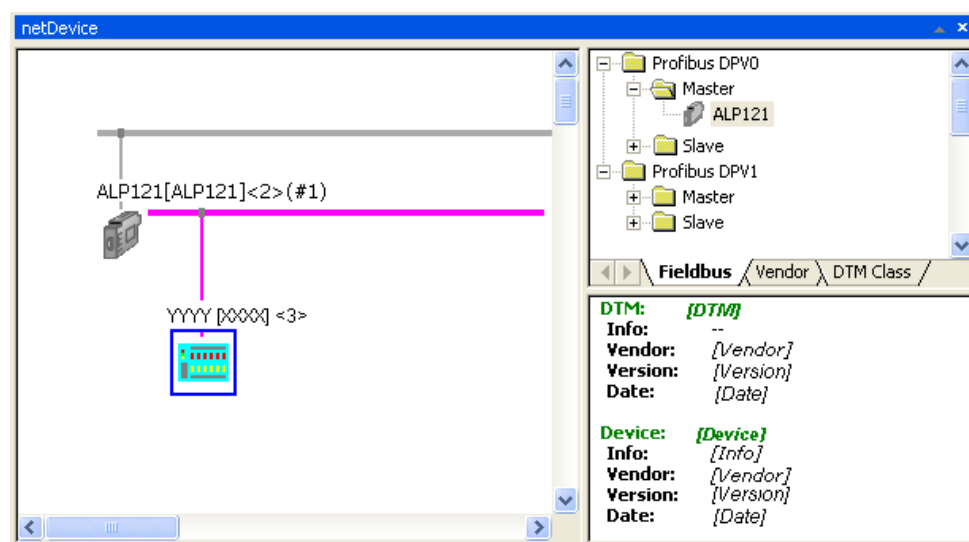 netDevice
ALP121[ALP121]<2>(#1)
YYYY [XXXX] <3>
Profibus DPV0
Master
ALP121
Slave
Profibus DPV1
Master
Slave
Fieldbus Vendor DTM Class
DTM: [DTM]
Info: --
Vendor: [Vendor]
Version: [Version]
Date: [Date]
Device: [Device]
Info: [Info]
Vendor: [Vendor]
Version: [Version]
Date: [Date]